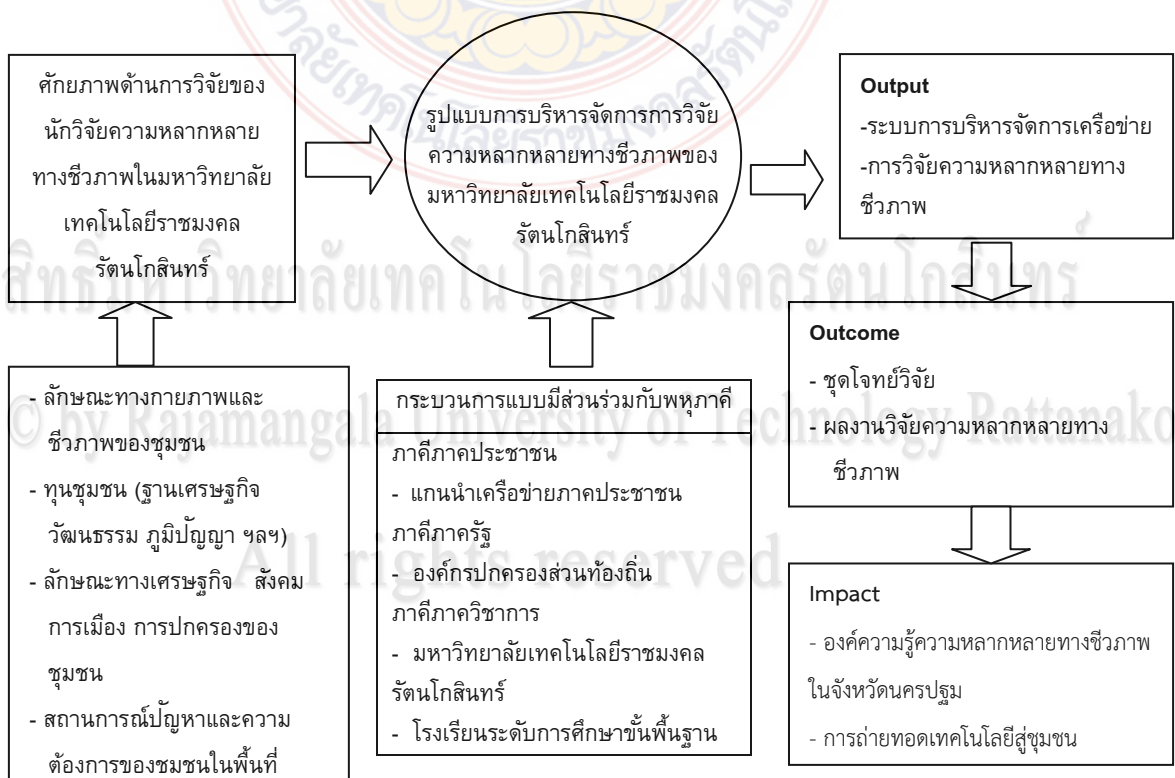 ศักยภาพด้านการวิจัยของ
นักวิจัยความหลากหลาย
ทางชีวภาพในมหาวิทยาลัย
เทคโนโลยีราชมงคล
รัตนโกสินทร์
รูปแบบการบริหารจัดการการวิจัย
ความหลากหลายทางชีวภาพของ
มหาวิทยาลัยเทคโนโลยีราชมงคล
รัตนโกสินทร์
Output
-ระบบการบริหารจัดการเครือข่าย
-การวิจัยความหลากหลายทาง
ชีวภาพ
Outcome
- ชุดโจทย์วิจัย
- ผลงานวิจัยความหลากหลายทาง
ชีวภาพ
Impact
- องค์ความรู้ความหลากหลายทางชีวภาพ
ในจังหวัดนครปฐม
- การถ่ายทอดเทคโนโลยีสู่ชุมชน
- ลักษณะทางกายภาพและ
ชีวภาพของชุมชน
- ทุนชุมชน (ฐานเศรษฐกิจ
วัฒนธรรม ภูมิปัญญา ฯลฯ)
- ลักษณะทางเศรษฐกิจ สังคม
การเมือง การปกครองของ
ชุมชน
- สถานการณ์ปัญหาและความ
ต้องการของชุมชนในพื้นที่
กระบวนการแบบมีส่วนร่วมกับพหุภาคี
ภาคีภาคประชาชน
- แกนนำเครือข่ายภาคประชาชน
ภาคีภาครัฐ
- องค์กรปกครองส่วนท้องถิ่น
ภาคีภาควิชาการ
- มหาวิทยาลัยเทคโนโลยีราชมงคล
รัตนโกสินทร์
- โรงเรียนระดับการศึกษาขั้นพื้นฐาน
สิทธิ์มหาวิทยาลัยเทคโนโลยีราชมงคลรัตนโกสินทร์
© by Rajamangala University of Technology Rattanako
All rights reserved